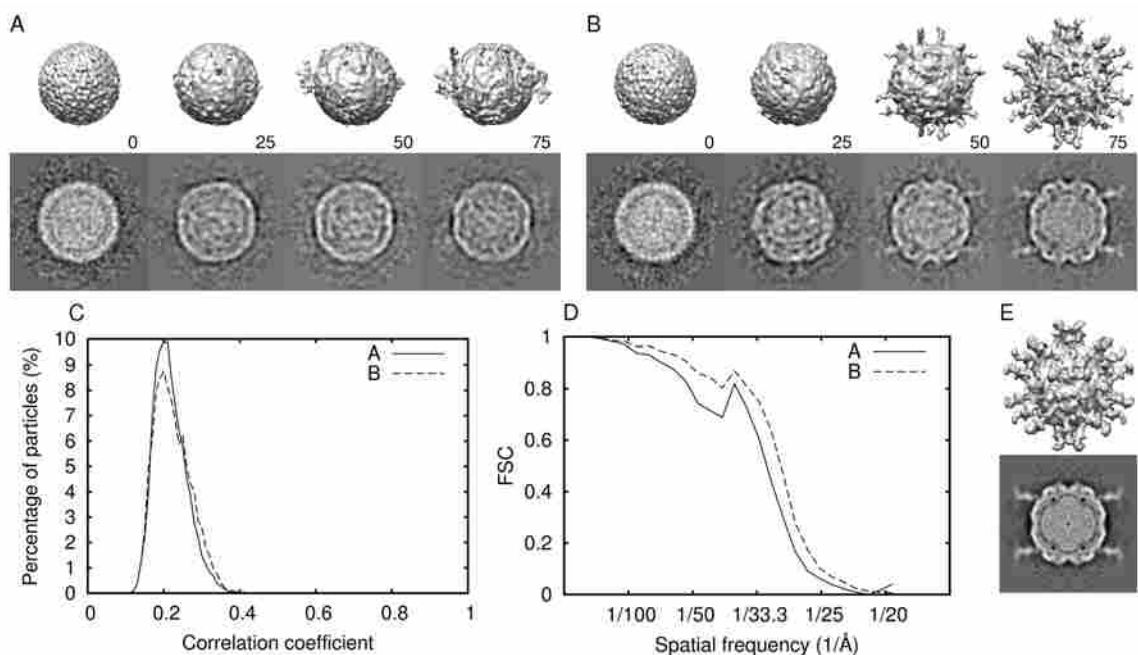 A
B
0
25
50
75
0
25
50
75
C
D
E
10
9
8
7
6
5
4
3
2
1
0
Percentage of particles (%)
A
B
0
0.2
0.4
0.6
0.8
1
Correlation coefficient
1
0.8
0.6
0.4
0.2
0
FSC
A
B
1/100
1/50
1/33.3
1/25
1/20
Spatial frequency (1/Å)